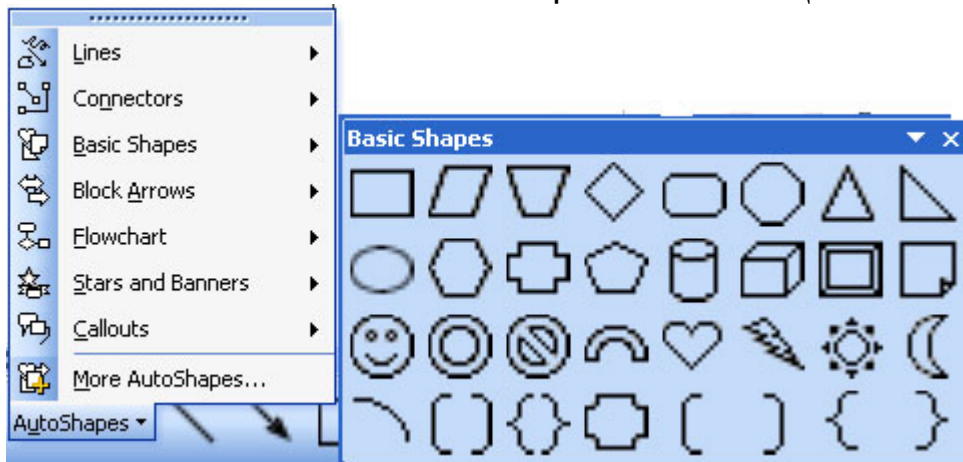 Lines
Connectors
Basic Shapes
Block Arrows
Flowchart
Stars and Banners
Callouts
More AutoShapes...
AutoShapes
Basic Shapes